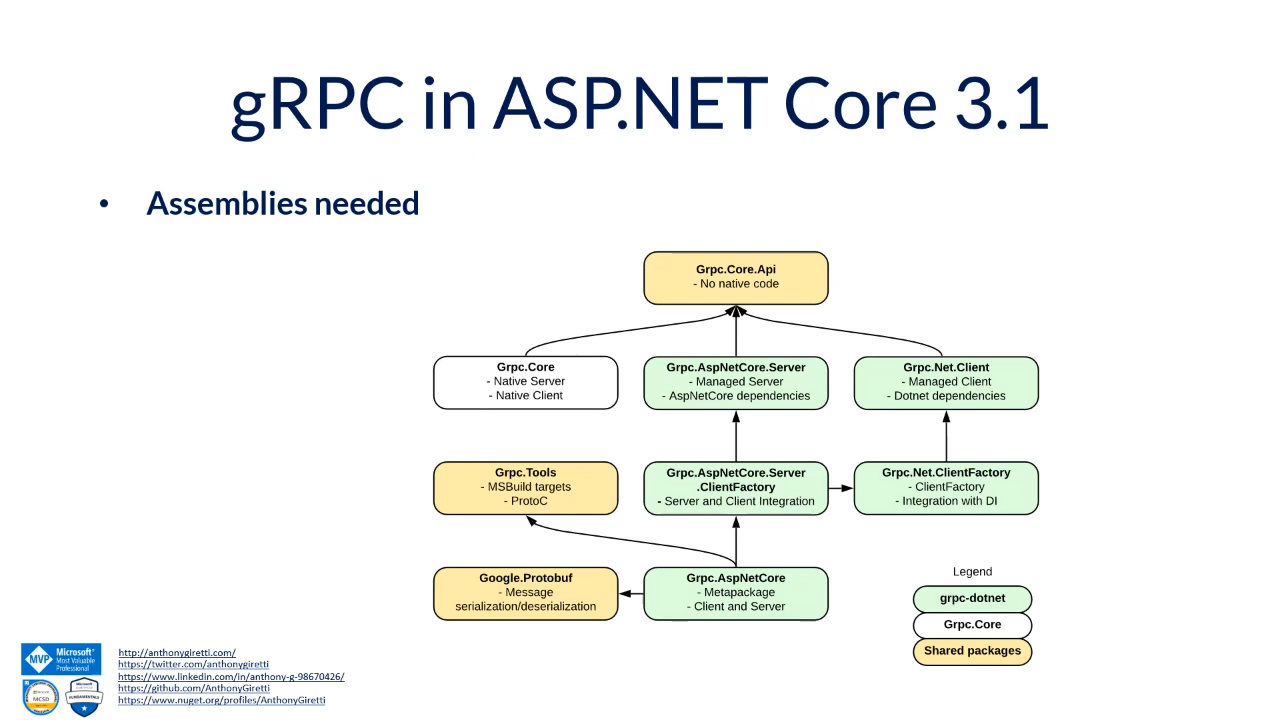 gRPC in ASP.NET Core 3.1
• Assemblies needed
Grpc.Core.Api
- No native code
Grpc.Core
- Native Server
- Native Client
Grpc.AspNetCore.Server
- Managed Server
- AspNetCore dependencies
Grpc.Net.Client
- Managed Client
- Dotnet dependencies
Grpc.Tools
- MSBuild targets
- ProtoC
Grpc.AspNetCore.Server
.ClientFactory
- Server and Client Integration
Grpc.Net.ClientFactory
- ClientFactory
- Integration with DI
Google.Protobuf
- Message
serialization/deserialization
Grpc.AspNetCore
- Metapackage
- Client and Server
Legend
grpc-dotnet
Grpc.Core
Shared packages
MVP
Microsoft®
Most Valuable
Professional
MCSD
FUNDAMENTALS
http://anthonygiretti.com/
https://twitter.com/anthonygiretti
https://www.linkedin.com/in/anthony-g-98670426/
https://github.com/AnthonyGiretti
https://www.nuget.org/profiles/AnthonyGiretti